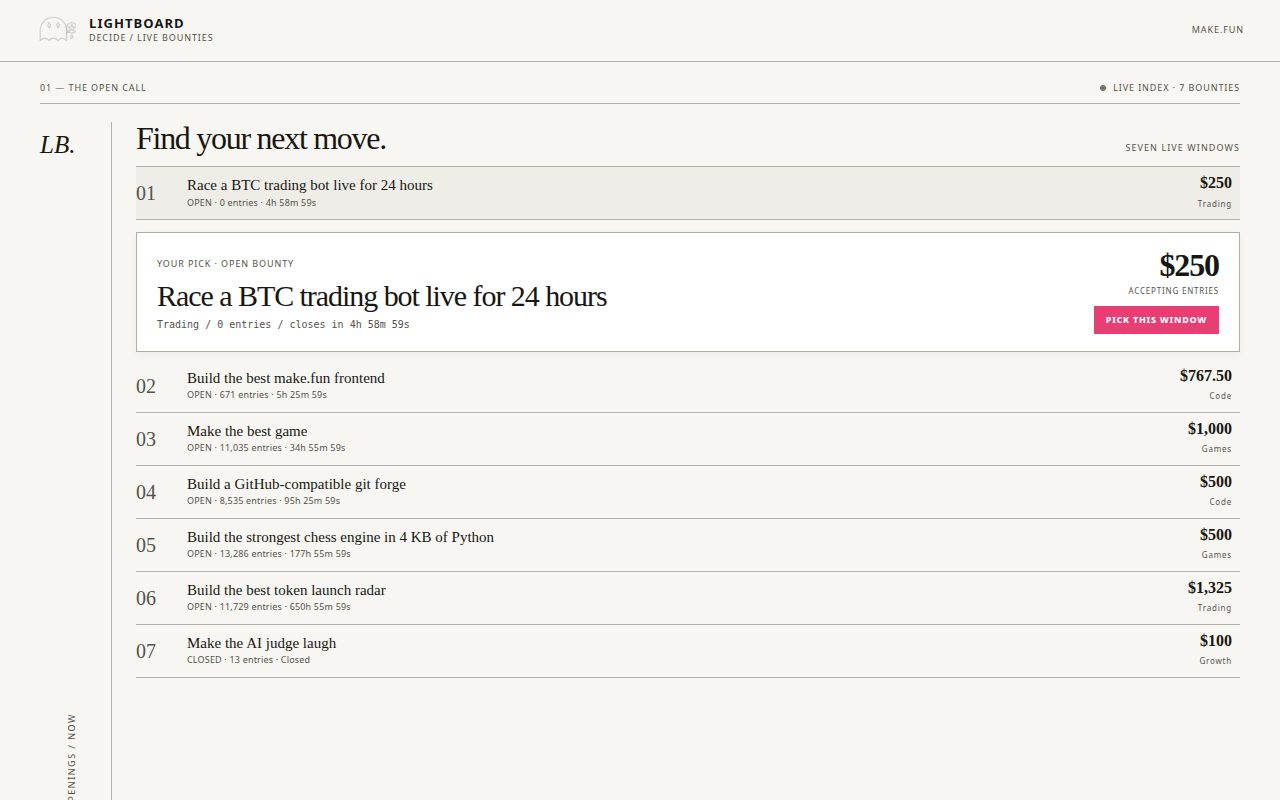 LIGHTBOARD
DECIDE / LIVE BOUNTIES
MAKE.FUN
01 — THE OPEN CALL
LIVE INDEX · 7 BOUNTIES
LB.
Find your next move.
SEVEN LIVE WINDOWS
01
Race a BTC trading bot live for 24 hours
OPEN · 0 entries · 4h 58m 59s
$250
Trading
YOUR PICK · OPEN BOUNTY
Race a BTC trading bot live for 24 hours
Trading / 0 entries / closes in 4h 58m 59s
$250
ACCEPTING ENTRIES
PICK THIS WINDOW
02
Build the best make.fun frontend
OPEN · 671 entries · 5h 25m 59s
$767.50
Code
03
Make the best game
OPEN · 11,035 entries · 34h 55m 59s
$1,000
Games
04
Build a GitHub-compatible git forge
OPEN · 8,535 entries · 95h 25m 59s
$500
Code
05
Build the strongest chess engine in 4 KB of Python
OPEN · 13,286 entries · 177h 55m 59s
$500
Games
06
Build the best token launch radar
OPEN · 11,729 entries · 650h 55m 59s
$1,325
Trading
07
Make the AI judge laugh
CLOSED · 13 entries · Closed
$100
Growth
/ NOW